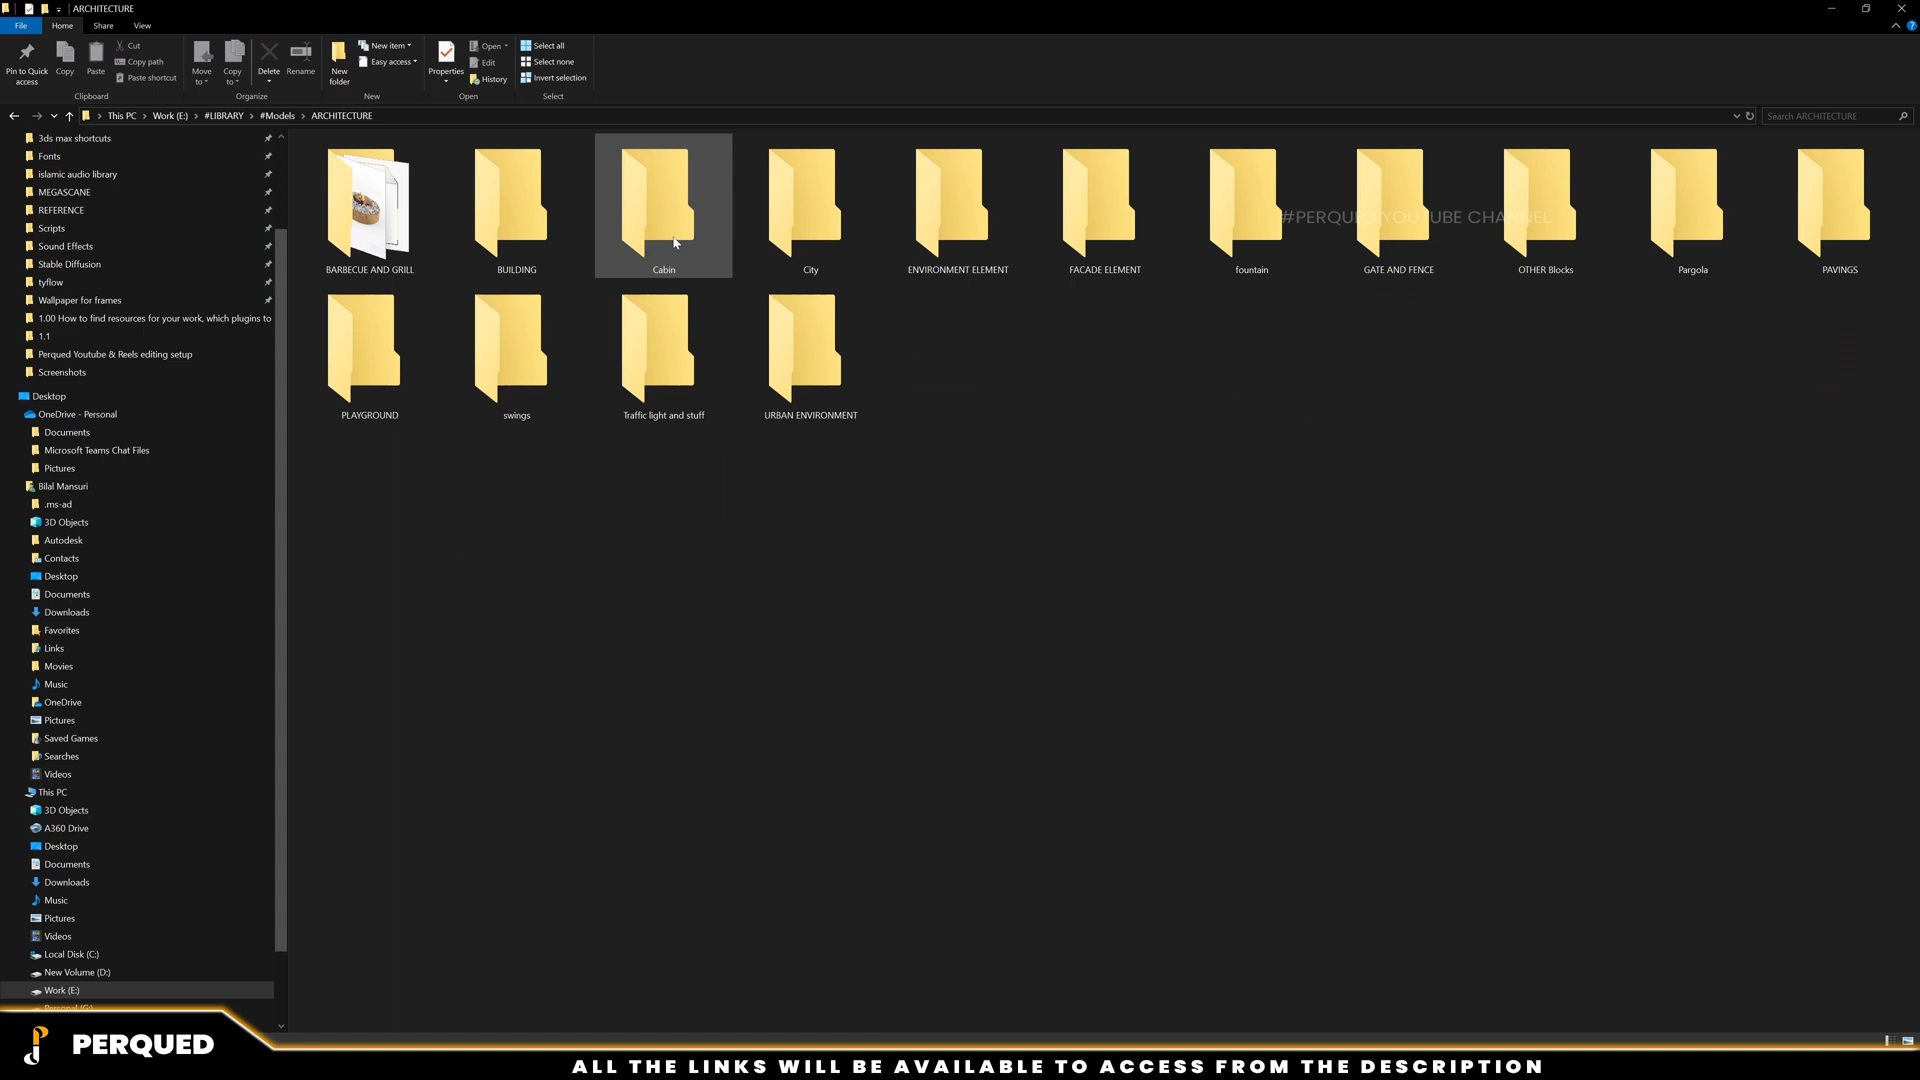 ARCHITECTURE
File Home Share View
Pin to Quick access
Copy
Paste
Cut
Copy path
Paste shortcut
Clipboard
Move to
Copy to
Delete
Rename
Organize
New folder
New item
Easy access
New
Properties
Open
Edit
History
Open
Select all
Select none
Invert selection
Select
This PC > Work (E:) > #LIBRARY > #Models > ARCHITECTURE
Search ARCHITECTURE
3ds max shortcuts
Fonts
islamic audio library
MEGASCANE
REFERENCE
Scripts
Sound Effects
Stable Diffusion
tyflow
Wallpaper for frames
1.00 How to find resources for your work, which plugins to
1.1
Perqued Youtube & Reels editing setup
Screenshots
Desktop
OneDrive - Personal
Documents
Microsoft Teams Chat Files
Pictures
Bilal Mansuri
.ms-ad
3D Objects
Autodesk
Contacts
Desktop
Documents
Downloads
Favorites
Links
Movies
Music
OneDrive
Pictures
Saved Games
Searches
Videos
This PC
3D Objects
A360 Drive
Desktop
Documents
Downloads
Music
Pictures
Videos
Local Disk (C:)
New Volume (D:)
Work (E:)
Personal (G:)
#PERQUED YOUTUBE CHANNEL
BARBECUE AND GRILL
BUILDING
Cabin
City
ENVIRONMENT ELEMENT
FACADE ELEMENT
fountain
GATE AND FENCE
OTHER Blocks
Pargola
PAVINGS
PLAYGROUND
swings
Traffic light and stuff
URBAN ENVIRONMENT
PERQUED
ALL THE LINKS WILL BE AVAILABLE TO ACCESS FROM THE DESCRIPTION